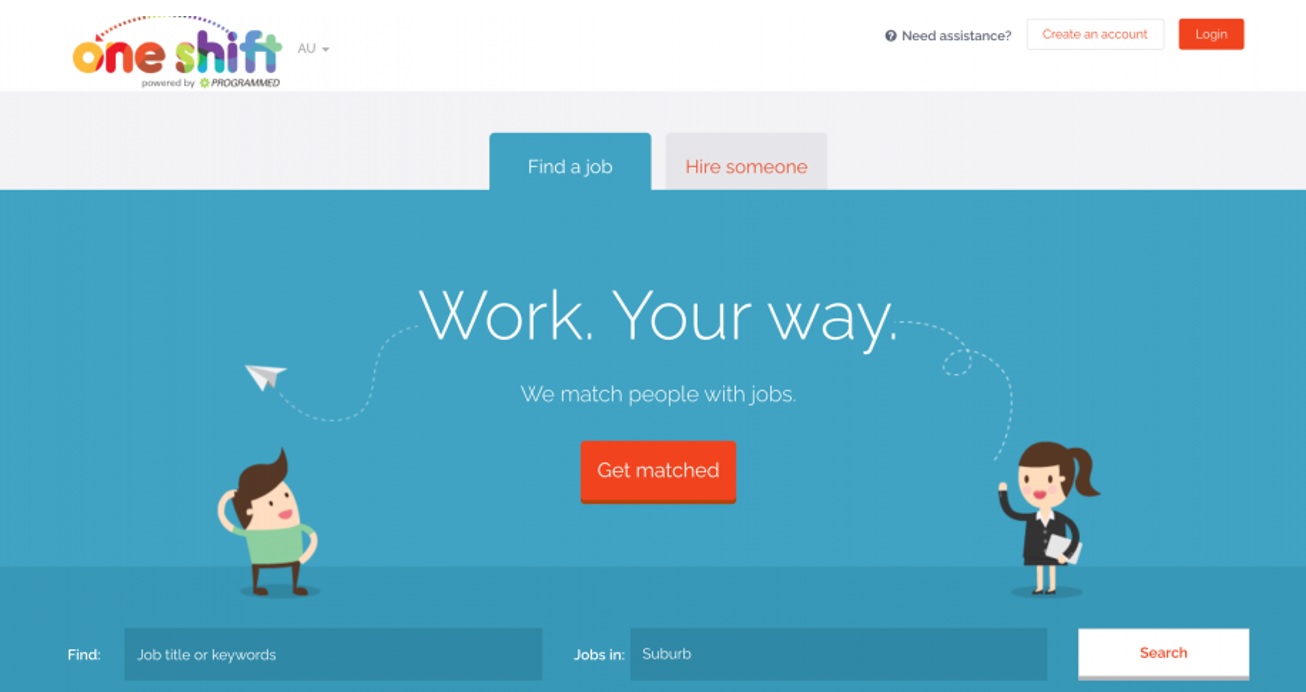 one shift
powered by PROGRAMMED
AU
Need assistance?
Create an account
Login
Find a job
Hire someone
Work. Your way.
We match people with jobs.
Get matched
Find:
Job title or keywords
Jobs in:
Suburb
Search